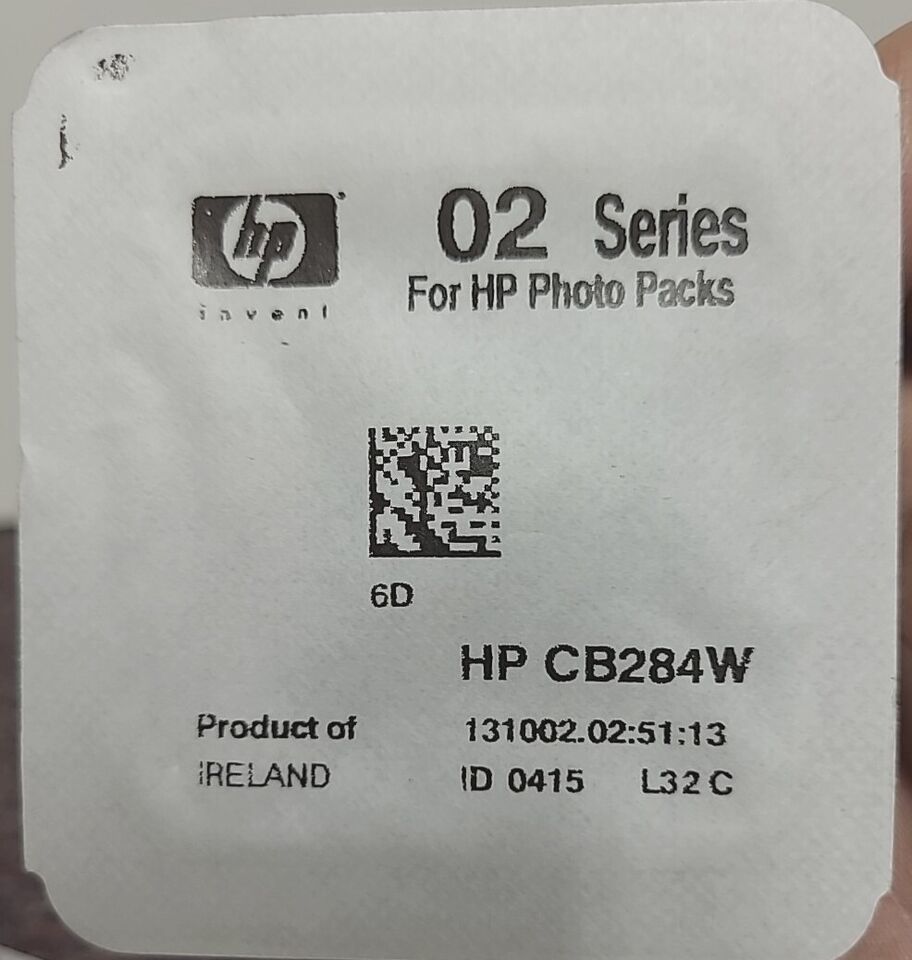 hp
invent
02 Series
For HP Photo Packs
6D
HP CB284W
Product of
IRELAND
131002.02:51:13
ID 0415 L32 C